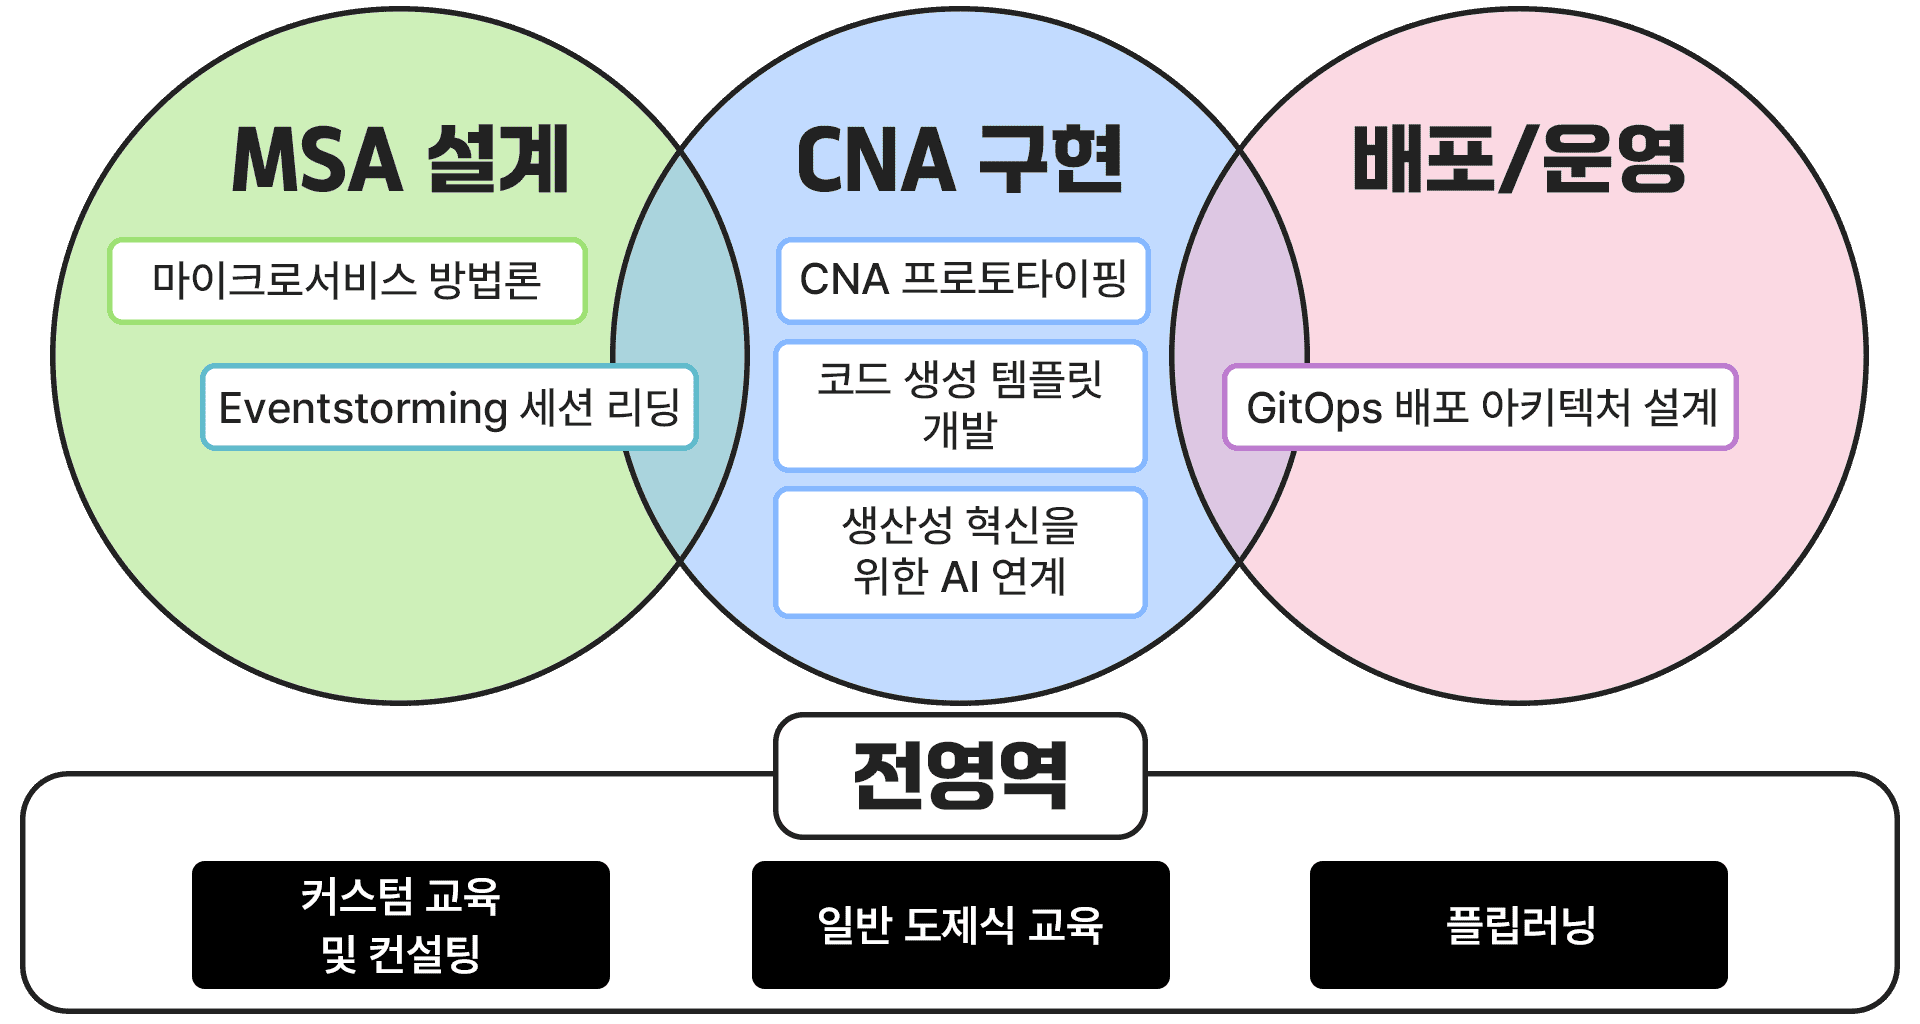 MSA 설계
마이크로서비스 방법론
Eventstorming 세션 리딩
CNA 구현
CNA 프로토타이핑
코드 생성 템플릿
개발
생산성 혁신을
위한 AI 연계
배포/운영
GitOps 배포 아키텍처 설계
전영역
커스텀 교육
및 컨설팅
일반 도제식 교육
플립러닝